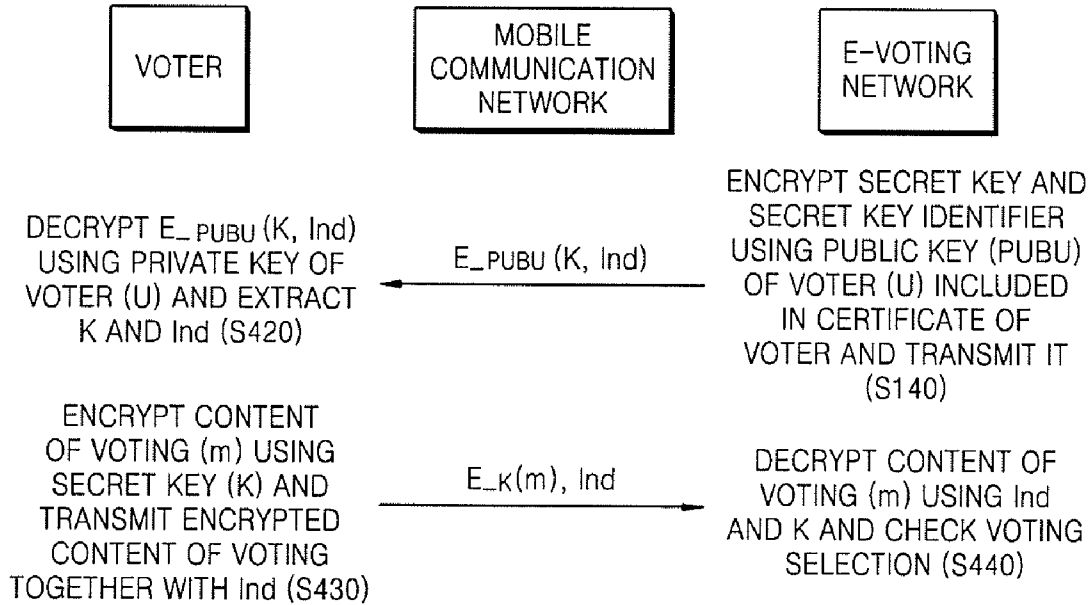 VOTER
MOBILE
COMMUNICATION
NETWORK
E-VOTING
NETWORK
ENCRYPT SECRET KEY AND
SECRET KEY IDENTIFIER
USING PUBLIC KEY (PUBU)
OF VOTER (U) INCLUDED
IN CERTIFICATE OF
VOTER AND TRANSMIT IT
(S140)
E_PUBU (K, Ind)
DECRYPT E_PUBU (K, Ind)
USING PRIVATE KEY OF
VOTER (U) AND EXTRACT
K AND Ind (S420)
ENCRYPT CONTENT
OF VOTING (m) USING
SECRET KEY (K) AND
TRANSMIT ENCRYPTED
CONTENT OF VOTING
TOGETHER WITH Ind (S430)
E_K(m), Ind
DECRYPT CONTENT OF
VOTING (m) USING Ind
AND K AND CHECK VOTING
SELECTION (S440)